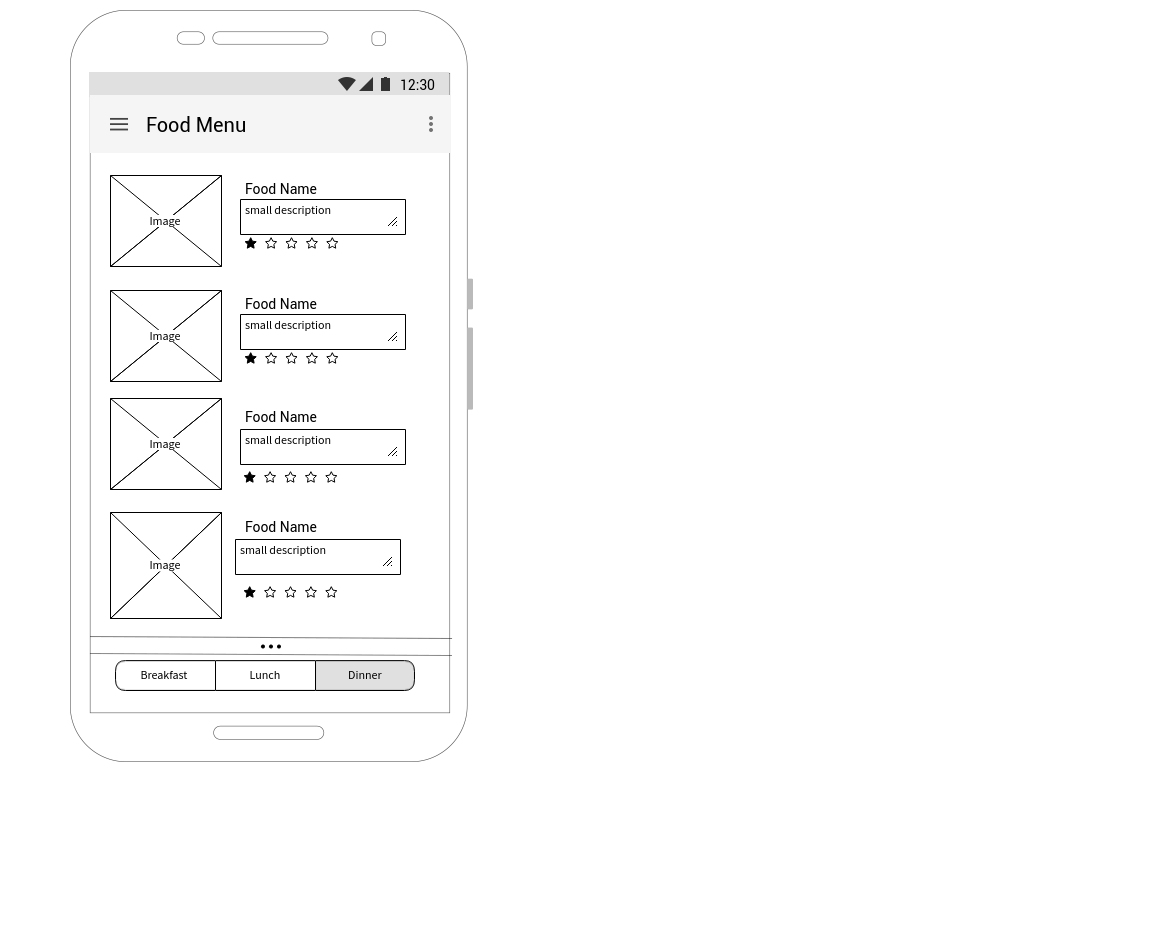 12:30
Food Menu
Image
Food Name
small description
Image
Food Name
small description
Image
Food Name
small description
Image
Food Name
small description
Breakfast
Lunch
Dinner